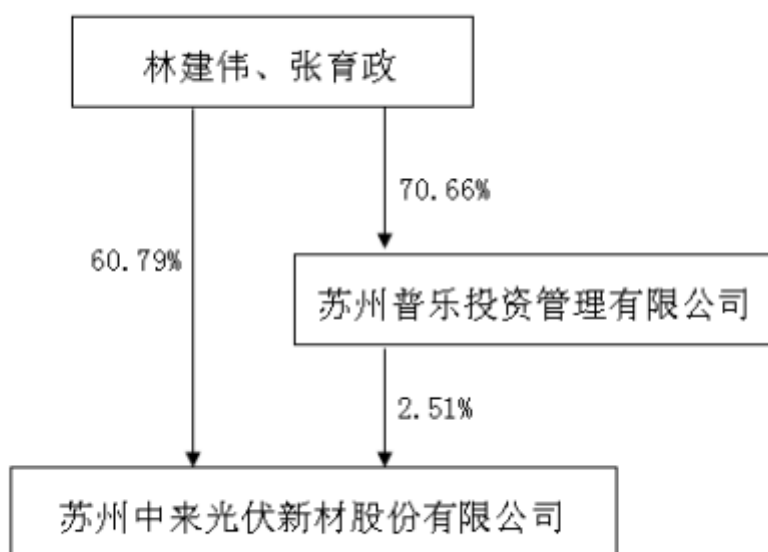 林建伟、张育政
70.66%
60.79%
苏州普乐投资管理有限公司
2.51%
苏州中来光伏新材股份有限公司